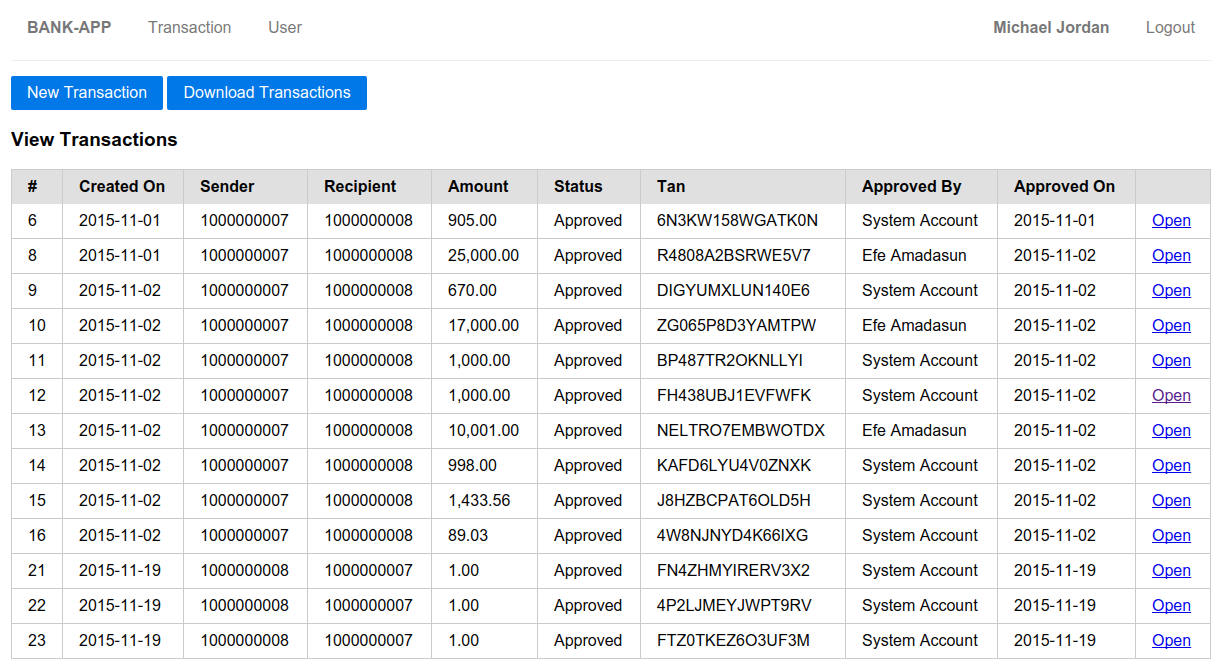 BANK-APP Transaction User Michael Jordan Logout
New Transaction Download Transactions
View Transactions
# Created On Sender Recipient Amount Status Tan Approved By Approved On
6 2015-11-01 1000000007 1000000008 905.00 Approved 6N3KW158WGATK0N System Account 2015-11-01 Open
8 2015-11-01 1000000007 1000000008 25,000.00 Approved R4808A2BSRWE5V7 Efe Amadasun 2015-11-02 Open
9 2015-11-02 1000000007 1000000008 670.00 Approved DIGYUMXLUN140E6 System Account 2015-11-02 Open
10 2015-11-02 1000000007 1000000008 17,000.00 Approved ZG065P8D3YAMTPW Efe Amadasun 2015-11-02 Open
11 2015-11-02 1000000007 1000000008 1,000.00 Approved BP487TR2OKNLLYI System Account 2015-11-02 Open
12 2015-11-02 1000000007 1000000008 1,000.00 Approved FH438UBJ1EVFWFK System Account 2015-11-02 Open
13 2015-11-02 1000000007 1000000008 10,001.00 Approved NELTRO7EMBWOTDX Efe Amadasun 2015-11-02 Open
14 2015-11-02 1000000007 1000000008 998.00 Approved KAFD6LYU4V0ZNXK System Account 2015-11-02 Open
15 2015-11-02 1000000007 1000000008 1,433.56 Approved J8HZBCPAT6OLD5H System Account 2015-11-02 Open
16 2015-11-02 1000000007 1000000008 89.03 Approved 4W8NJNYD4K66IXG System Account 2015-11-02 Open
21 2015-11-19 1000000008 1000000007 1.00 Approved FN4ZHMYIRERV3X2 System Account 2015-11-19 Open
22 2015-11-19 1000000008 1000000007 1.00 Approved 4P2LJMEYJWPT9RV System Account 2015-11-19 Open
23 2015-11-19 1000000008 1000000007 1.00 Approved FTZ0TKEZ6O3UF3M System Account 2015-11-19 Open